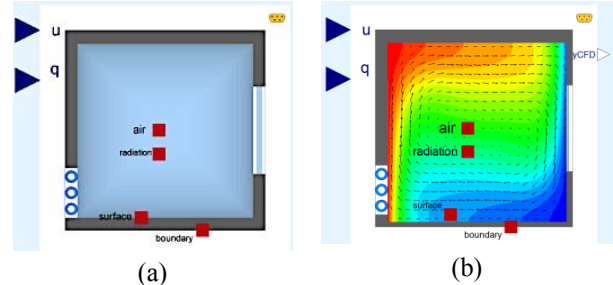 u
q
air
radiation
surface
boundary
(a)
u
yCFD
q
air
radiation
surface
boundary
(b)